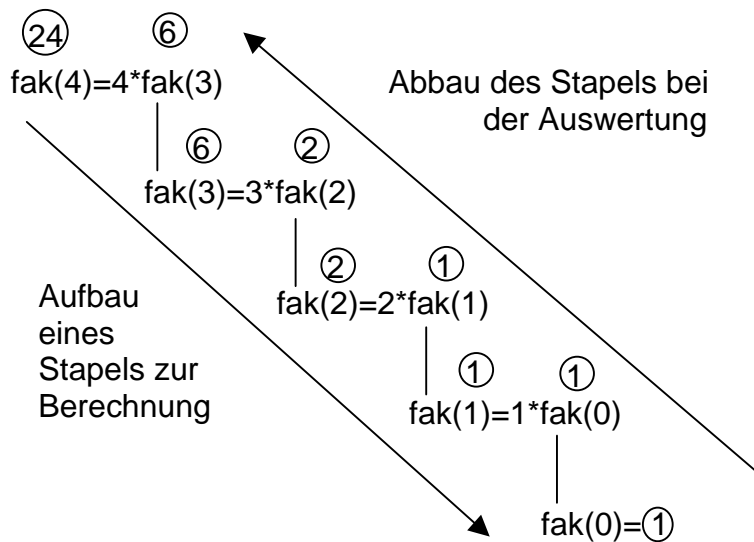 24 6
fak(4)=4*fak(3)
Abbau des Stapels bei
der Auswertung
6 2
fak(3)=3*fak(2)
2 1
fak(2)=2*fak(1)
Aufbau
eines
Stapels zur
Berechnung
1 1
fak(1)=1*fak(0)
fak(0)=1